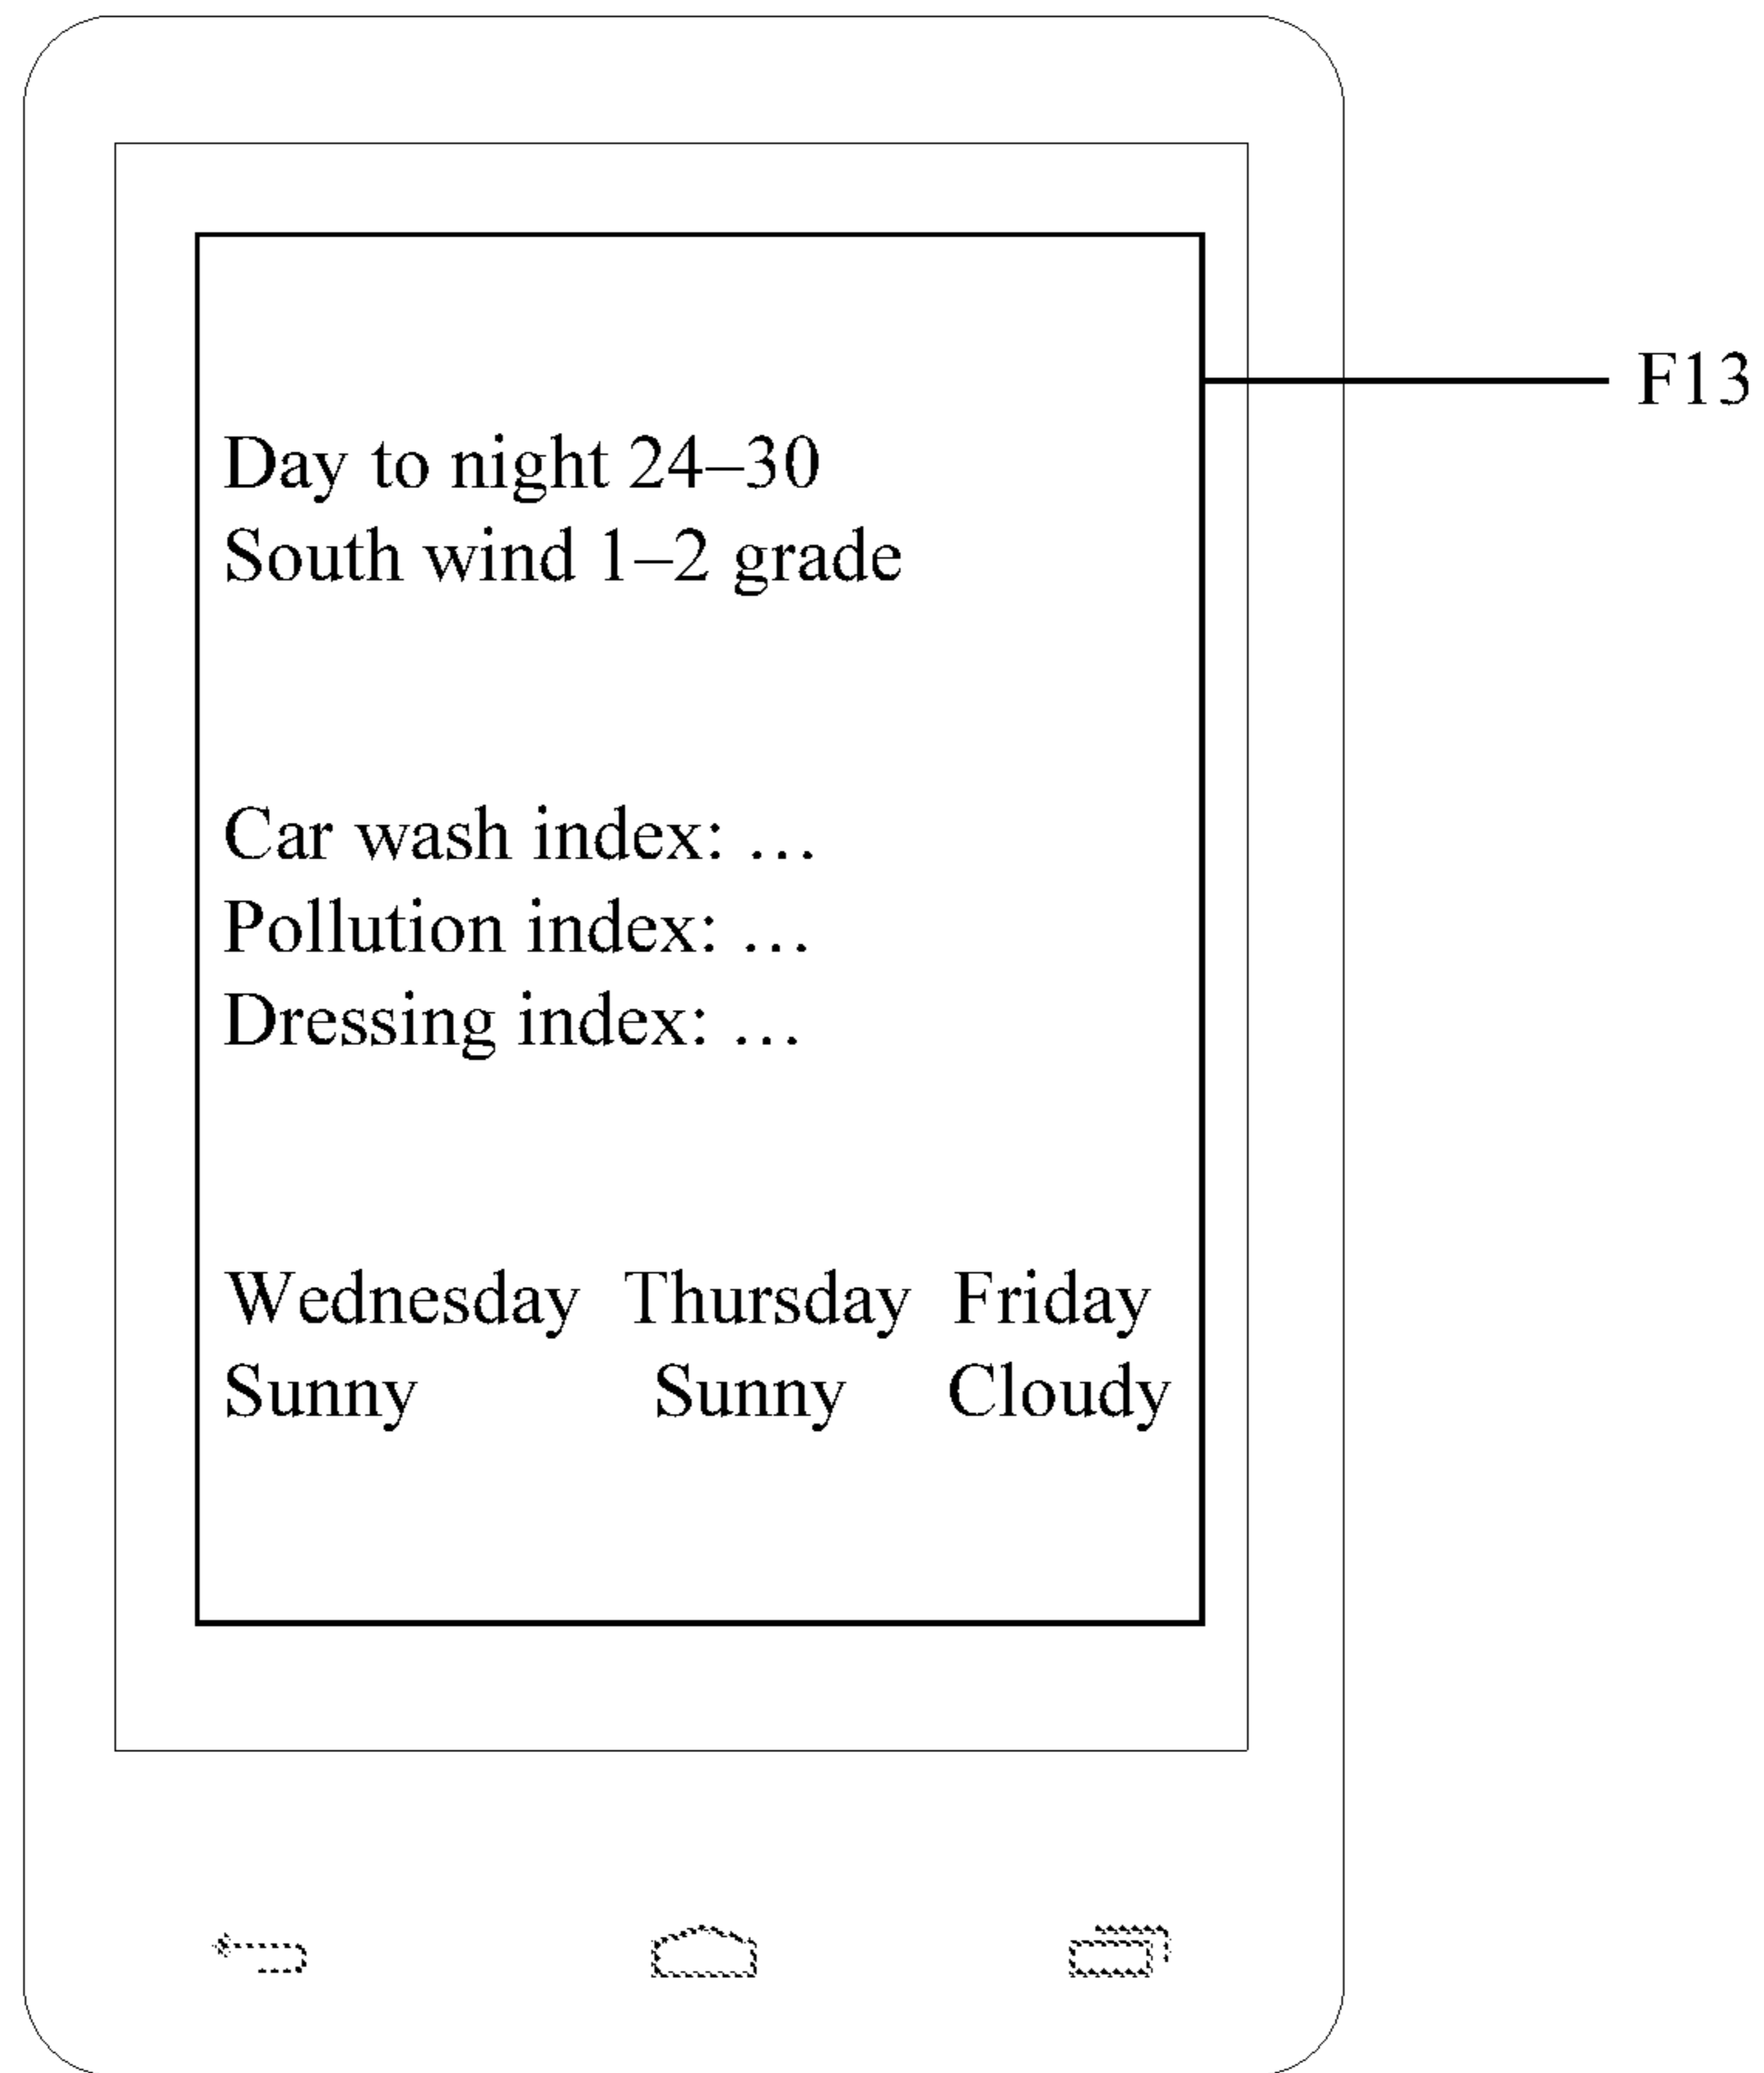 F13
Day to night 24–30
South wind 1–2 grade
Car wash index: ...
Pollution index: ...
Dressing index: ...
Wednesday Thursday Friday
Sunny Sunny Cloudy